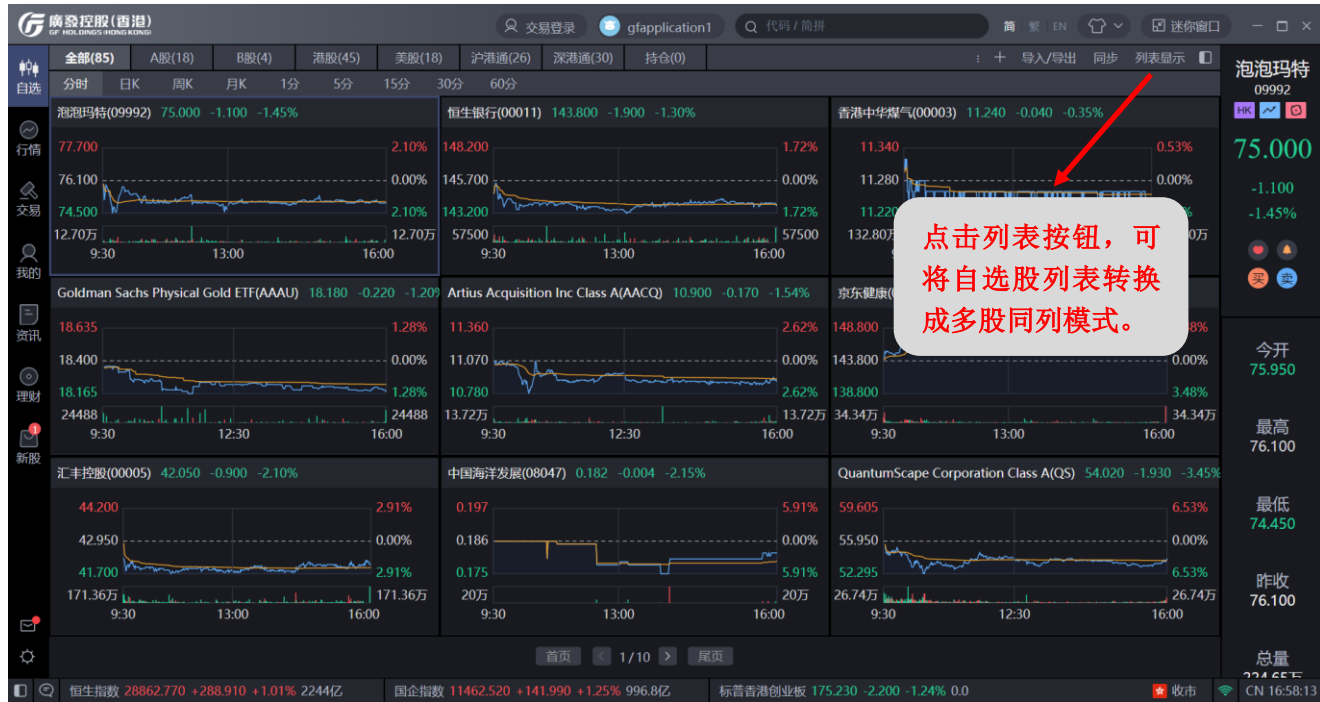 廣發控股(香港)
GF HOLDINGS (HONG KONG)
交易登录 gfapplication1 代码 / 简拼 简 繁 EN 迷你窗口
自选 行情 交易 我的 资讯 理财 1 新股
全部(85) A股(18) B股(4) 港股(45) 美股(18) 沪港通(26) 深港通(30) 持仓(0) 导入/导出 同步 列表显示
分时 日K 周K 月K 1分 5分 15分 30分 60分
泡泡玛特(09992) 75.000 -1.100 -1.45%
77.700 2.10%
76.100 0.00%
74.500 2.10%
12.70万 12.70万
9:30 13:00 16:00
恒生银行(00011) 143.800 -1.900 -1.30%
148.200 1.72%
145.700 0.00%
143.200 1.72%
57500 57500
9:30 13:00 16:00
香港中华煤气(00003) 11.240 -0.040 -0.35%
11.340 0.53%
11.280 0.00%
11.220
132.80万
点击列表按钮，可
将自选股列表转换
成多股同列模式。
Goldman Sachs Physical Gold ETF(AAAU) 18.180 -0.220 -1.20%
18.635 1.28%
18.400 0.00%
18.165 1.28%
24488 24488
9:30 12:30 16:00
Artius Acquisition Inc Class A(AACQ) 10.900 -0.170 -1.54%
11.360 2.62%
11.070 0.00%
10.780 2.62%
13.72万 13.72万
9:30 12:30 16:00
京东健康(
148.800
143.800 0.00%
138.800 3.48%
34.34万 34.34万
9:30 13:00 16:00
汇丰控股(00005) 42.050 -0.900 -2.10%
44.200 2.91%
42.950 0.00%
41.700 2.91%
171.36万 171.36万
9:30 13:00 16:00
中国海洋发展(08047) 0.182 -0.004 -2.15%
0.197 5.91%
0.186 0.00%
0.175 5.91%
20万 20万
9:30 13:00 16:00
QuantumScape Corporation Class A(QS) 54.020 -1.930 -3.45%
59.605 6.53%
55.950 0.00%
52.295 6.53%
26.74万 26.74万
9:30 12:30 16:00
首页 < 1/10 > 尾页
泡泡玛特
09992
HK
75.000
-1.100
-1.45%
买 卖
今开
75.950
最高
76.100
最低
74.450
昨收
76.100
总量
恒生指数 28862.770 +288.910 +1.01% 2244亿 国企指数 11462.520 +141.990 +1.25% 996.8亿 标普香港创业板 175.230 -2.200 -1.24% 0.0 收市 CN 16:58:13